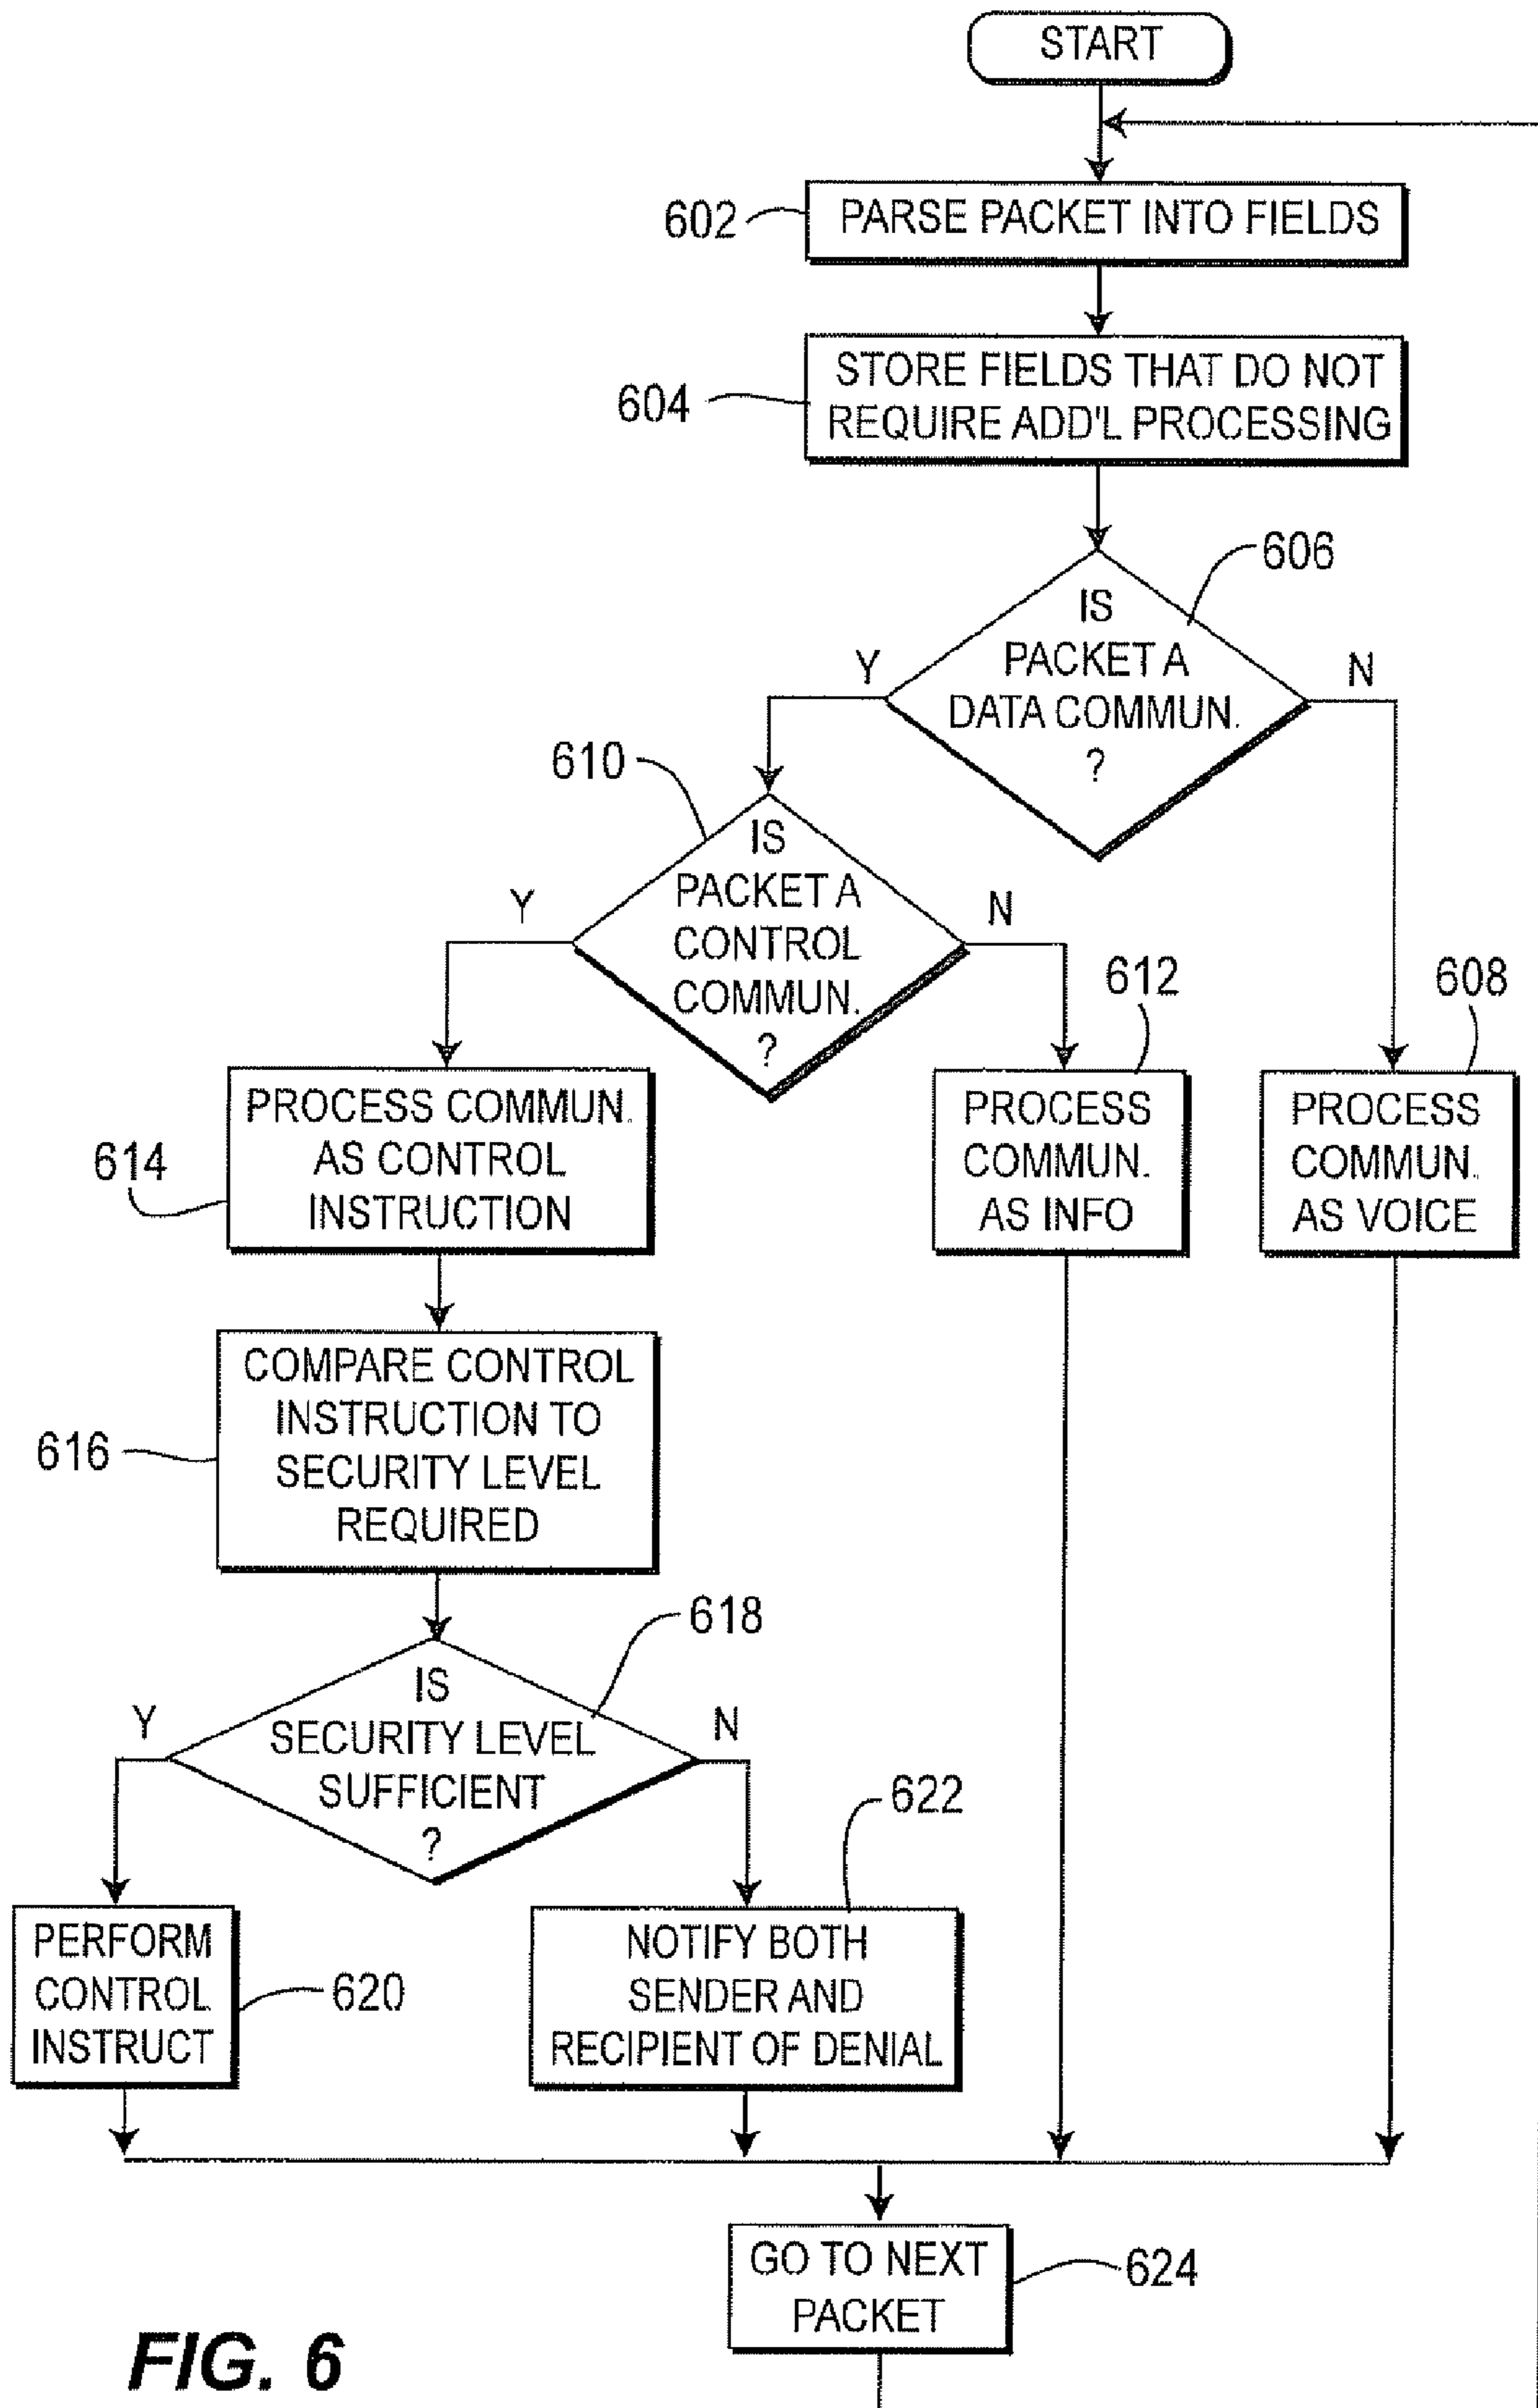 START
602
PARSE PACKET INTO FIELDS
604
STORE FIELDS THAT DO NOT
REQUIRE ADD'L PROCESSING
606
IS
PACKET A
DATA COMMUN.
?
Y
N
610
IS
PACKET A
CONTROL
COMMUN.
?
Y
N
612
608
614
PROCESS COMMUN.
AS CONTROL
INSTRUCTION
PROCESS
COMMUN.
AS INFO
PROCESS
COMMUN.
AS VOICE
616
COMPARE CONTROL
INSTRUCTION TO
SECURITY LEVEL
REQUIRED
618
IS
SECURITY LEVEL
SUFFICIENT
?
Y
N
622
PERFORM
CONTROL
INSTRUCT
620
NOTIFY BOTH
SENDER AND
RECIPIENT OF DENIAL
GO TO NEXT
PACKET
624
FIG. 6